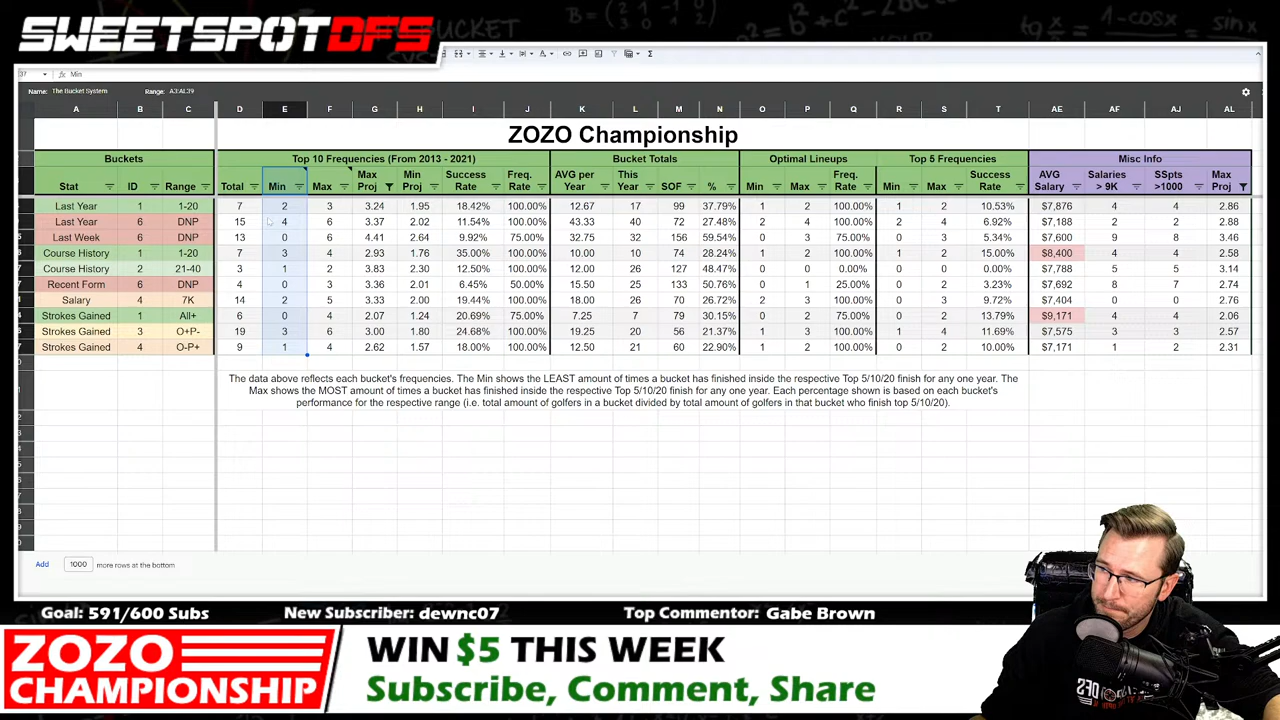 SWEETSPOTDFS
Min
Name: The Bucket System Range: A3:AL39
A B C D E F G H I J K L M N O P Q R S T AE AF AJ AL
ZOZO Championship
Buckets Top 10 Frequencies (From 2013 - 2021) Bucket Totals Optimal Lineups Top 5 Frequencies Misc Info
Stat ID Range Total Min Max Max Proj Min Proj Success Rate Freq. Rate AVG per Year This Year SOF % Min Max Freq. Rate Min Max Success Rate AVG Salary Salaries > 9K SSpts >1000 Max Proj
Last Year 1 1-20 7 2 3 3.24 1.95 18.42% 100.00% 12.67 17 99 37.79% 1 2 100.00% 1 2 10.53% $7,876 4 4 2.86
Last Year 6 DNP 15 4 6 3.37 2.02 11.54% 100.00% 43.33 40 72 27.48% 2 4 100.00% 2 4 6.92% $7,188 2 2 2.88
Last Week 6 DNP 13 0 6 4.41 2.64 9.92% 75.00% 32.75 32 156 59.54% 0 3 75.00% 0 3 5.34% $7,600 9 8 3.46
Course History 1 1-20 7 3 4 2.93 1.76 35.00% 100.00% 10.00 10 74 28.24% 1 2 100.00% 1 2 15.00% $8,400 4 4 2.58
Course History 2 21-40 3 1 2 3.83 2.30 12.50% 100.00% 12.00 26 127 48.47% 0 0 0.00% 0 0 0.00% $7,788 5 5 3.14
Recent Form 6 DNP 4 0 3 3.36 2.01 6.45% 50.00% 15.50 25 133 50.76% 0 1 25.00% 0 1 3.23% $7,692 8 7 2.74
Salary 4 7K 14 2 5 3.33 2.00 19.44% 100.00% 18.00 26 70 26.72% 2 3 100.00% 0 3 9.72% $7,404 0 0 2.76
Strokes Gained 1 All+ 6 0 4 2.07 1.24 20.69% 75.00% 7.25 7 79 30.15% 0 2 75.00% 0 2 13.79% $9,171 4 4 2.06
Strokes Gained 3 O+P- 19 3 6 3.00 1.80 24.68% 100.00% 19.25 20 56 21.37% 1 3 100.00% 1 4 11.69% $7,575 3 3 2.57
Strokes Gained 4 O-P+ 9 1 4 2.62 1.57 18.00% 100.00% 12.50 21 60 22.90% 1 2 100.00% 0 2 10.00% $7,171 1 2 2.31
The data above reflects each bucket's frequencies. The Min shows the LEAST amount of times a bucket has finished inside the respective Top 5/10/20 finish for any one year. The
Max shows the MOST amount of times a bucket has finished inside the respective Top 5/10/20 finish for any one year. Each percentage shown is based on each bucket's
performance for the respective range (i.e. total amount of golfers in a bucket divided by total amount of golfers in that bucket who finish top 5/10/20).
Add 1000 more rows at the bottom
Goal: 591/600 Subs New Subscriber: dewnc07 Top Commentor: Gabe Brown
ZOZO
CHAMPIONSHIP
WIN $5 THIS WEEK
Subscribe, Comment, Share